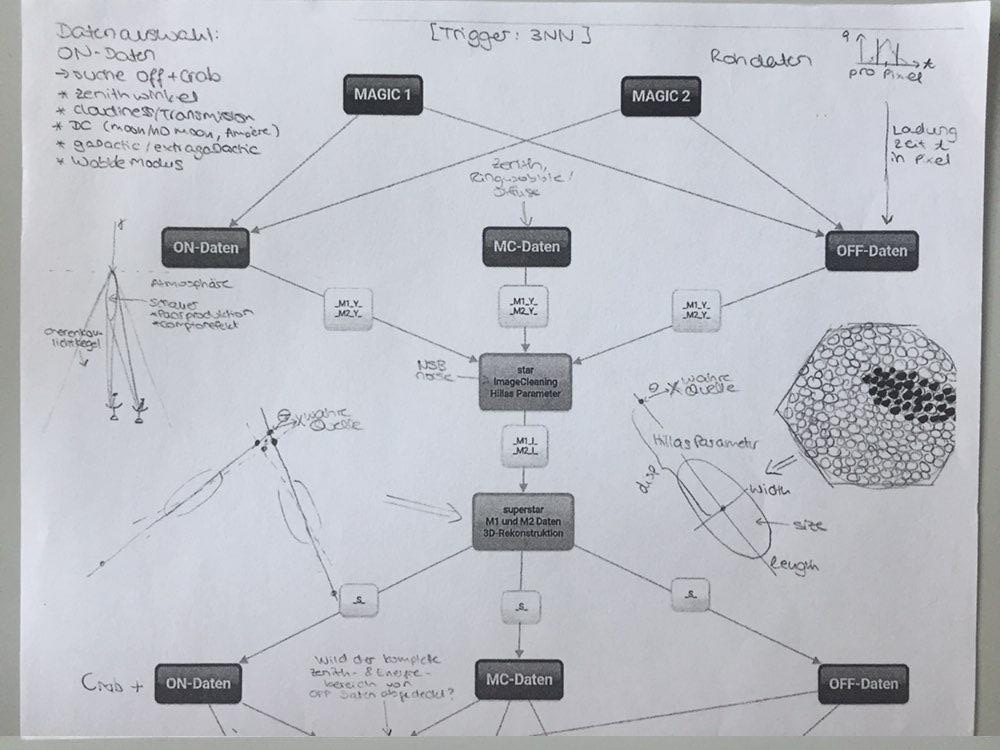 Datenauswahl:
ON-Daten
→ suche Off + Crab
* Zenithwinkel
* Cloudiness/Transmission
* DC (moon/no moon, Ampère)
* galactic/extragalactic
* Wobble Modus
[Trigger: 3NN]
Rohdaten
q
t
pro Pixel
MAGIC 1
MAGIC 2
Ladung
zeit t
in Pixel
Zenith,
Ringwobble/
Diffuse
ON-Daten
MC-Daten
OFF-Daten
γ
Atmosphäre
Schauer
* Paarproduktion
* Comptoneffekt
cherenkov
lichtkegel
_M1_Y_
_M2_Y_
_M1_Y_
_M2_Y_
_M1_Y_
_M2_Y_
NSB
noise
star
ImageCleaning
Hillas Parameter
wahre
Quelle
_M1_I_
_M2_I_
θ
wahre
Quelle
Hillas Parameter
disp
width
size
length
superstar
M1 und M2 Daten
3D-Rekonstruktion
_S_
_S_
_S_
Crab +
ON-Daten
Wird der komplette
Zenith- & Energie-
bereich von
OFF Daten abgedeckt?
MC-Daten
OFF-Daten